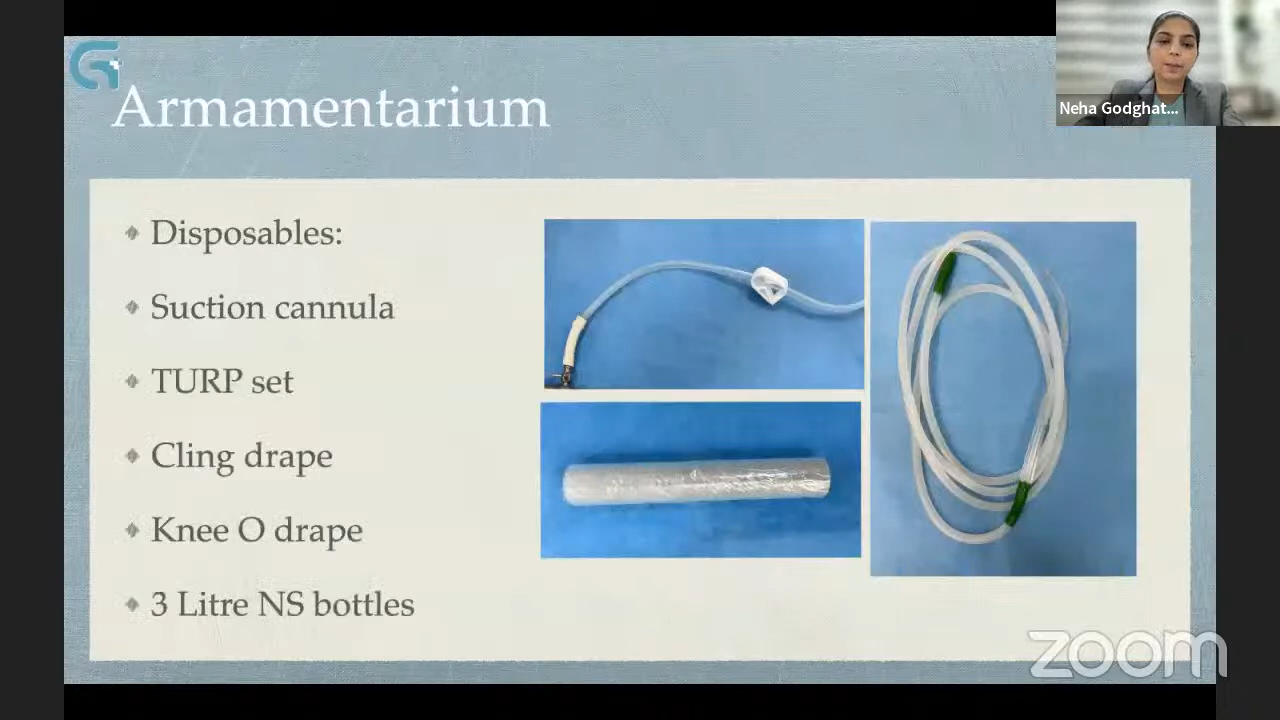 Armamentarium
Neha Godghat...
Disposables:
Suction cannula
TURP set
Cling drape
Knee O drape
3 Litre NS bottles
zoom